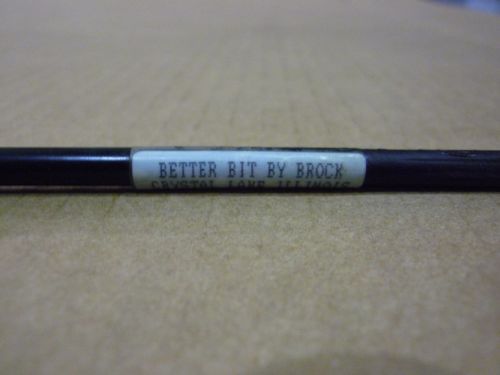 BETTER BIT BY BROCK
CRYSTAL LAKE ILLINOIS